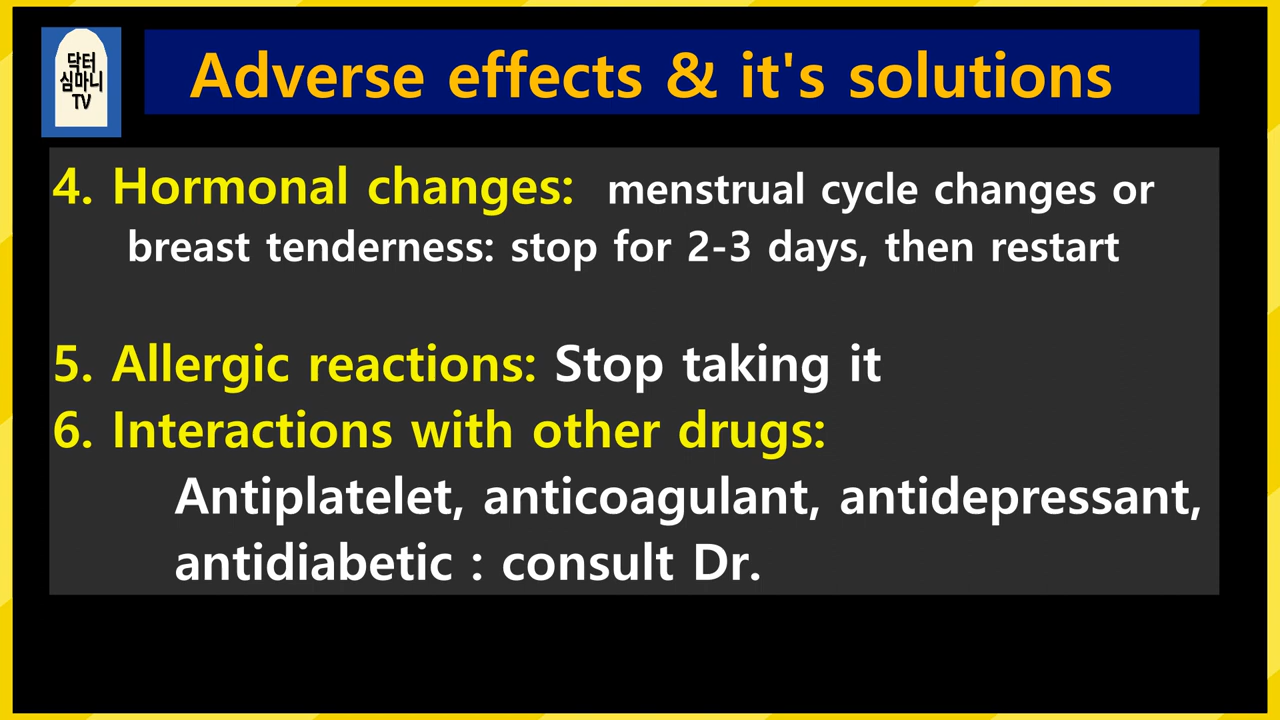 닥터
심마니
TV
Adverse effects & it's solutions
4. Hormonal changes: menstrual cycle changes or
breast tenderness: stop for 2-3 days, then restart
5. Allergic reactions: Stop taking it
6. Interactions with other drugs:
Antiplatelet, anticoagulant, antidepressant,
antidiabetic : consult Dr.